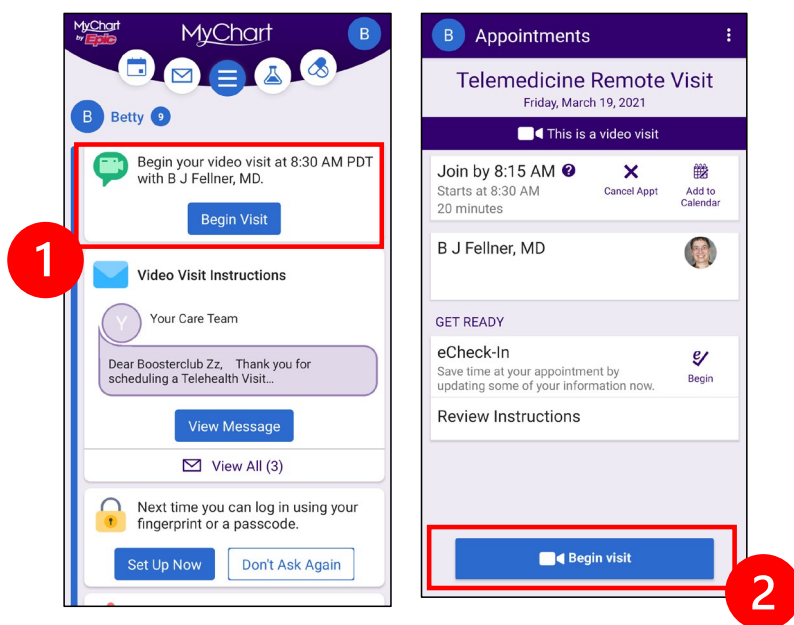 MyChart
by Epic
MyChart
B
B
Betty
9
Begin your video visit at 8:30 AM PDT
with B J Fellner, MD.
Begin Visit
1
Video Visit Instructions
Y
Your Care Team
Dear Boosterclub Zz, Thank you for
scheduling a Telehealth Visit...
View Message
View All (3)
Next time you can log in using your
fingerprint or a passcode.
Set Up Now
Don't Ask Again
B
Appointments
Telemedicine Remote Visit
Friday, March 19, 2021
This is a video visit
Join by 8:15 AM ?
Starts at 8:30 AM
20 minutes
Cancel Appt
Add to
Calendar
B J Fellner, MD
GET READY
eCheck-In
Save time at your appointment by
updating some of your information now.
Begin
Review Instructions
Begin visit
2